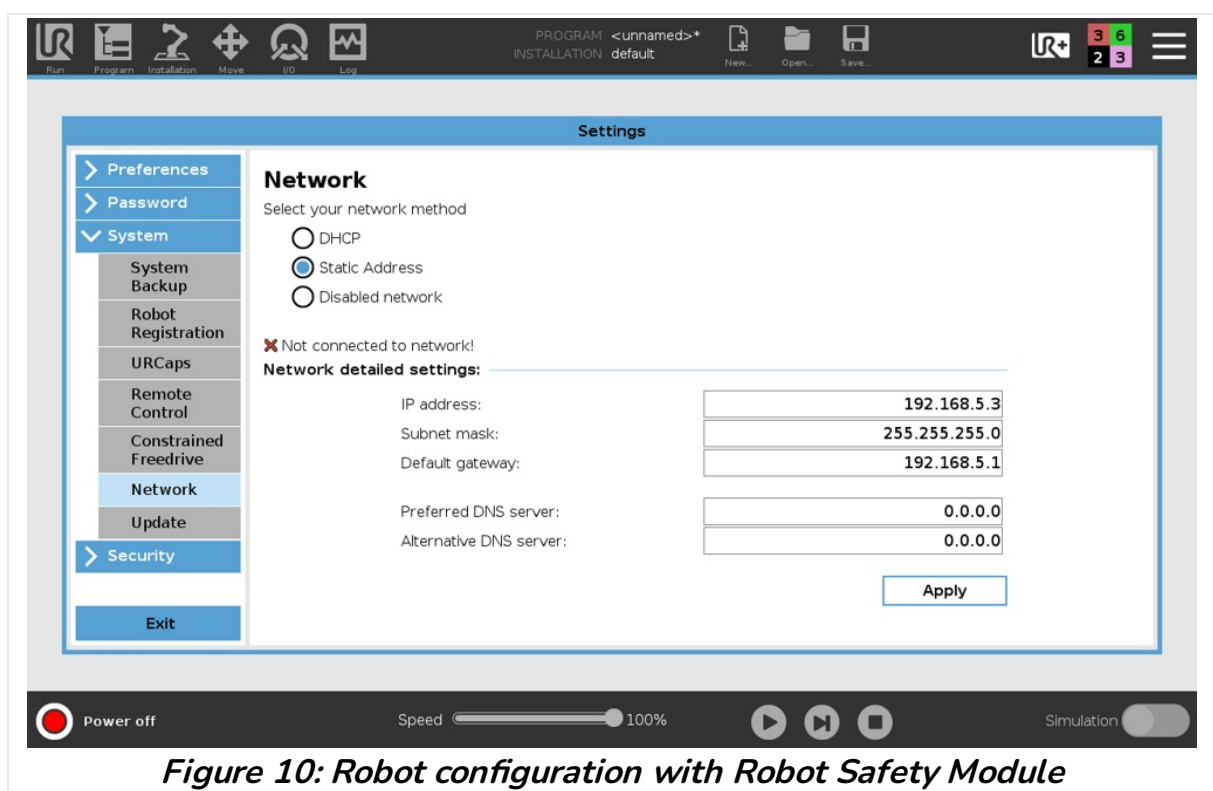 PROGRAM <unnamed>*
INSTALLATION default
UR
Run
Program
Installation
Move
I/O
Log
New...
Open...
Save...
UR+
3 6
2 3
Settings
Preferences
Password
System
System
Backup
Robot
Registration
URCaps
Remote
Control
Constrained
Freedrive
Network
Update
Security
Exit
Network
Select your network method
DHCP
Static Address
Disabled network
Not connected to network!
Network detailed settings:
IP address: 192.168.5.3
Subnet mask: 255.255.255.0
Default gateway: 192.168.5.1
Preferred DNS server: 0.0.0.0
Alternative DNS server: 0.0.0.0
Apply
Power off
Speed 100%
Simulation
Figure 10: Robot configuration with Robot Safety Module